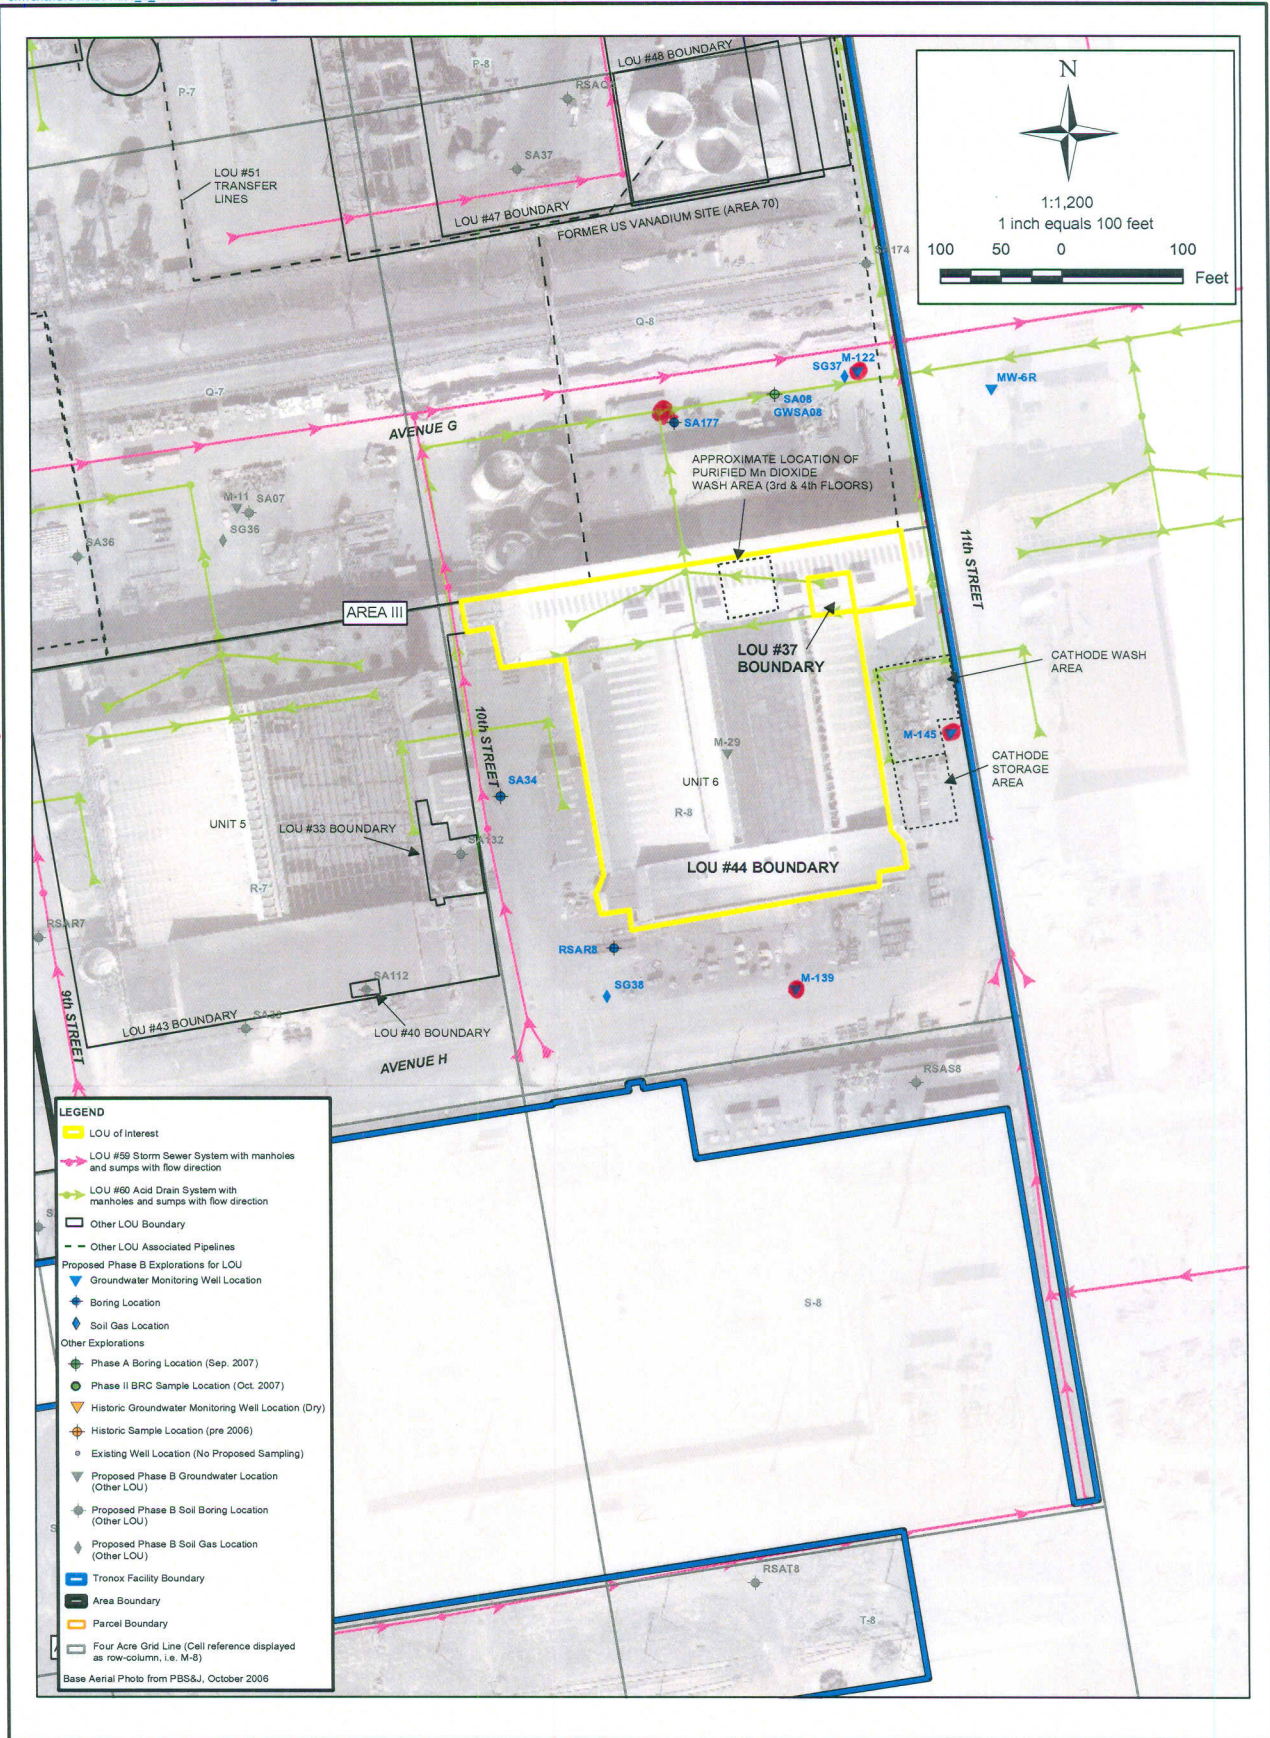 LOU #48 BOUNDARY
P-8
P-7
SA37
LOU #51
TRANSFER
LINES
LOU #47 BOUNDARY
FORMER US VANADIUM SITE (AREA 70)
N
1:1,200
1 inch equals 100 feet
100 50 0 100
Feet
Q-8
Q-7
M-122
SG37
MW-6R
SA08
GWSA08
SA177
AVENUE G
APPROXIMATE LOCATION OF
PURIFIED Mn DIOXIDE
WASH AREA (3rd & 4th FLOORS)
M-11
SA07
SG36
SA36
11th STREET
AREA III
LOU #37
BOUNDARY
CATHODE WASH
AREA
10th STREET
M-145
M-29
CATHODE
STORAGE
AREA
SA34
UNIT 6
UNIT 5
LOU #33 BOUNDARY
R-8
SA132
LOU #44 BOUNDARY
R-7
RSAR7
RSAR8
SA112
SG38
M-139
9th STREET
LOU #43 BOUNDARY
LOU #40 BOUNDARY
AVENUE H
RSAS8
LEGEND
LOU of Interest
LOU #59 Storm Sewer System with manholes
and sumps with flow direction
LOU #60 Acid Drain System with
manholes and sumps with flow direction
Other LOU Boundary
Other LOU Associated Pipelines
Proposed Phase B Explorations for LOU
Groundwater Monitoring Well Location
Boring Location
Soil Gas Location
Other Explorations
Phase A Boring Location (Sep. 2007)
Phase II BRC Sample Location (Oct. 2007)
Historic Groundwater Monitoring Well Location (Dry)
Historic Sample Location (pre 2006)
Existing Well Location (No Proposed Sampling)
Proposed Phase B Groundwater Location
(Other LOU)
Proposed Phase B Soil Boring Location
(Other LOU)
Proposed Phase B Soil Gas Location
(Other LOU)
Tronox Facility Boundary
Area Boundary
Parcel Boundary
Four Acre Grid Line (Cell reference displayed
as row-column, i.e. M-8)
Base Aerial Photo from PBS&J, October 2006
S-8
RSAT8
T-8